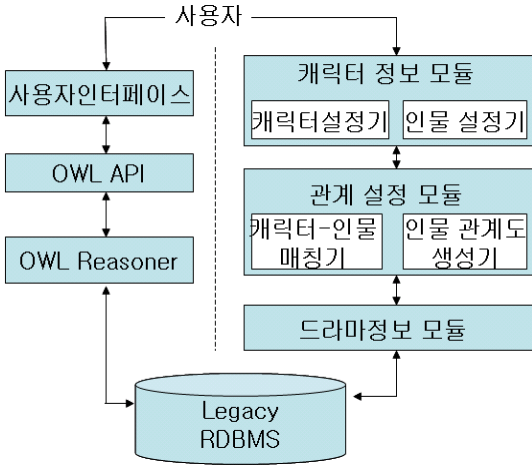 사용자
사용자인터페이스
OWL API
OWL Reasoner
캐릭터 정보 모듈
캐릭터설정기
인물 설정기
관계 설정 모듈
캐릭터-인물
매칭기
인물 관계도
생성기
드라마정보 모듈
Legacy
RDBMS